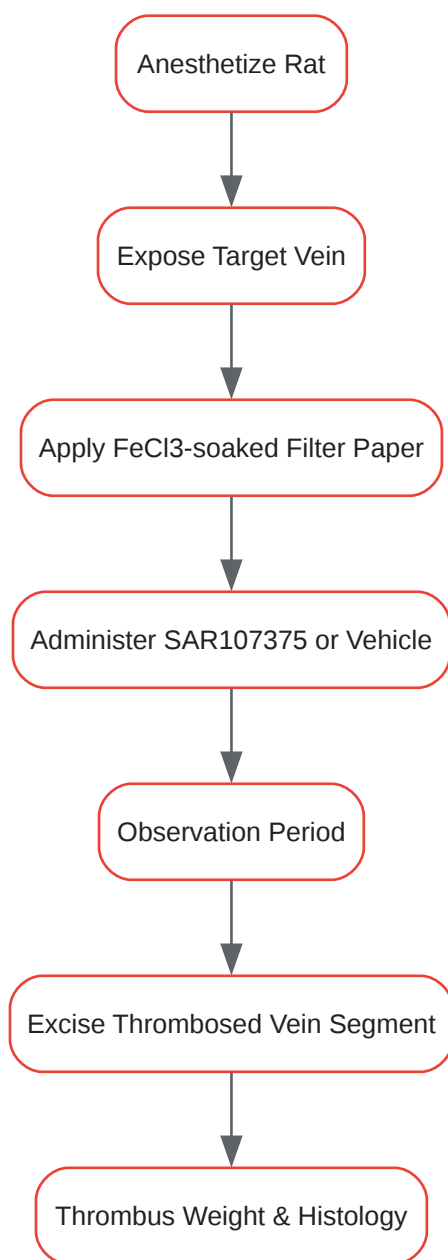 Anesthetize Rat
Expose Target Vein
Apply FeCl3-soaked Filter Paper
Administer SAR107375 or Vehicle
Observation Period
Excise Thrombosed Vein Segment
Thrombus Weight & Histology